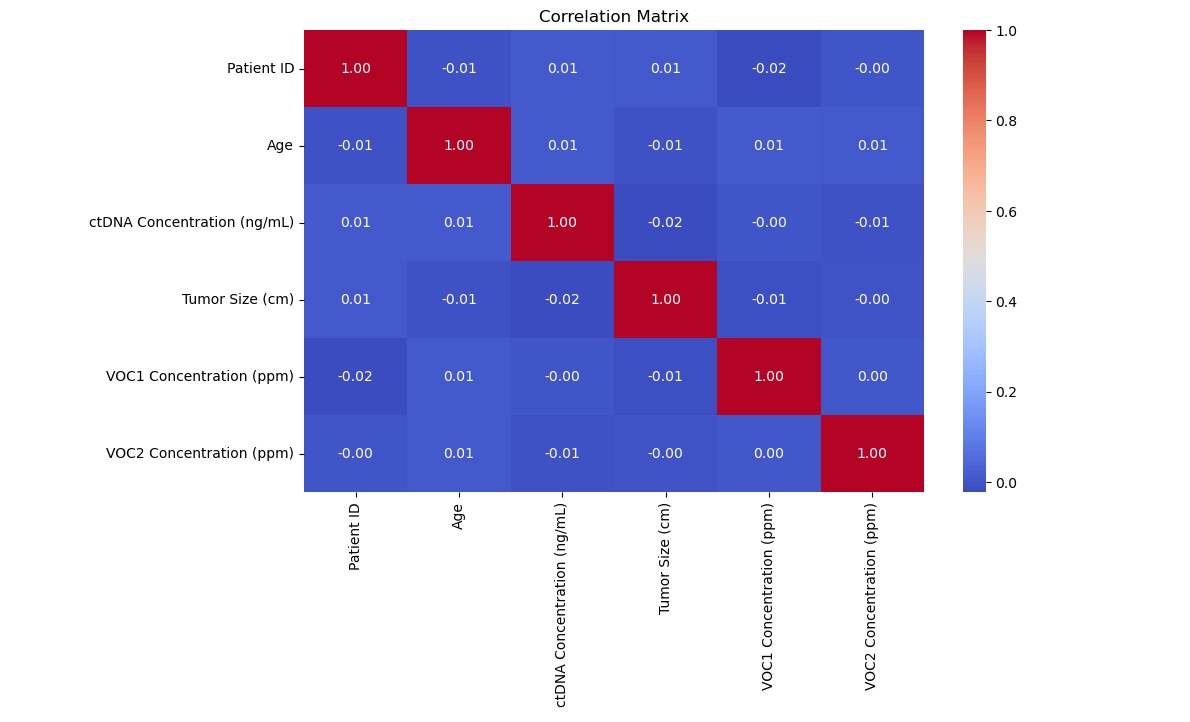 Correlation Matrix
Patient ID 1.00 -0.01 0.01 0.01 -0.02 -0.00
Age -0.01 1.00 0.01 -0.01 0.01 0.01
ctDNA Concentration (ng/mL) 0.01 0.01 1.00 -0.02 -0.00 -0.01
Tumor Size (cm) 0.01 -0.01 -0.02 1.00 -0.01 -0.00
VOC1 Concentration (ppm) -0.02 0.01 -0.00 -0.01 1.00 0.00
VOC2 Concentration (ppm) -0.00 0.01 -0.01 -0.00 0.00 1.00
Patient ID
Age
ctDNA Concentration (ng/mL)
Tumor Size (cm)
VOC1 Concentration (ppm)
VOC2 Concentration (ppm)
1.0
0.8
0.6
0.4
0.2
0.0